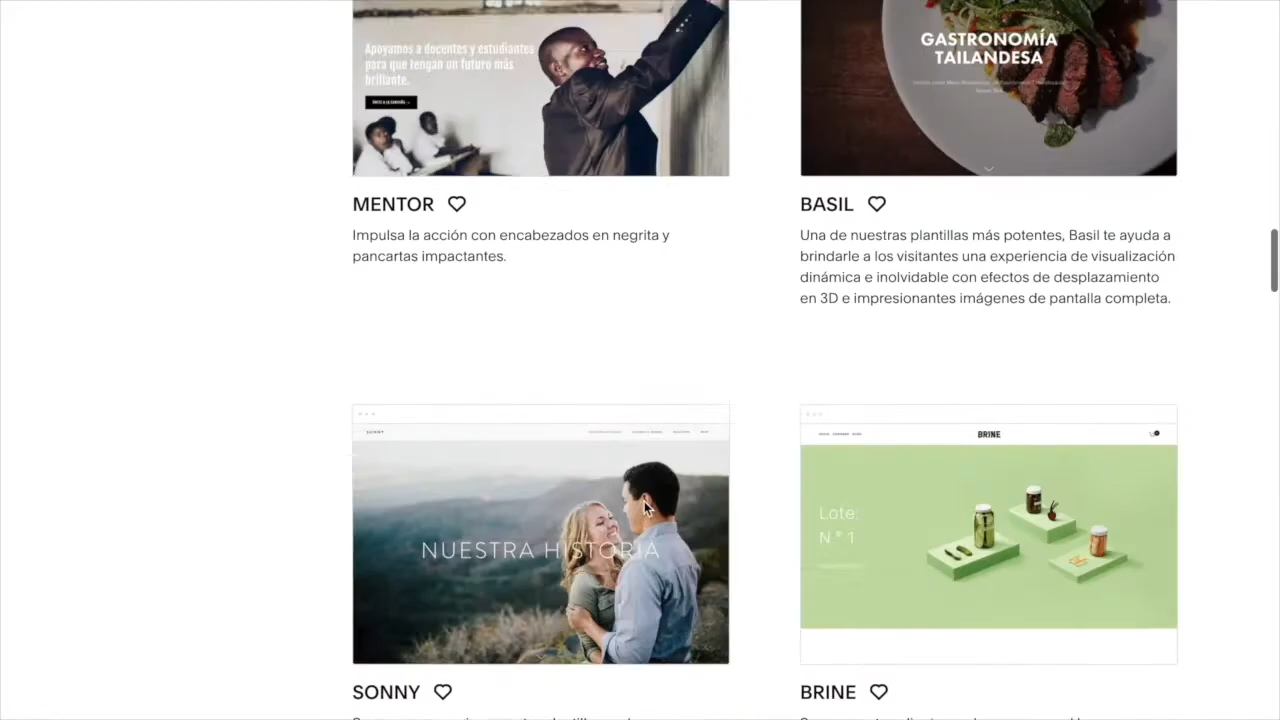 Apoyamos a docentes y estudiantes
para que tengan un futuro más
brillante.
GASTRONOMÍA
TAILANDESA
MENTOR
Impulsa la acción con encabezados en negrita y
pancartas impactantes.
BASIL
Una de nuestras plantillas más potentes, Basil te ayuda a
brindarle a los visitantes una experiencia de visualización
dinámica e inolvidable con efectos de desplazamiento
en 3D e impresionantes imágenes de pantalla completa.
SONNY
NUESTRA HISTORIA
BRINE
Lote:
N.º 1
SONNY
BRINE